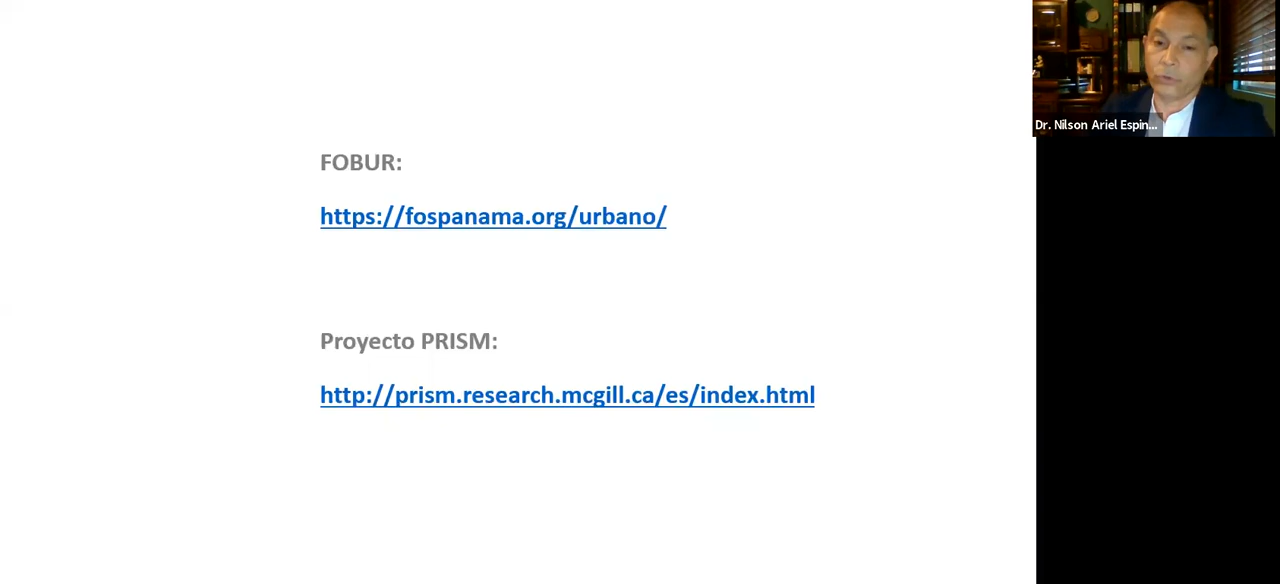 FOBUR:
https://fospanama.org/urbano/
Proyecto PRISM:
http://prism.research.mcgill.ca/es/index.html
Dr. Nilson Ariel Espin...